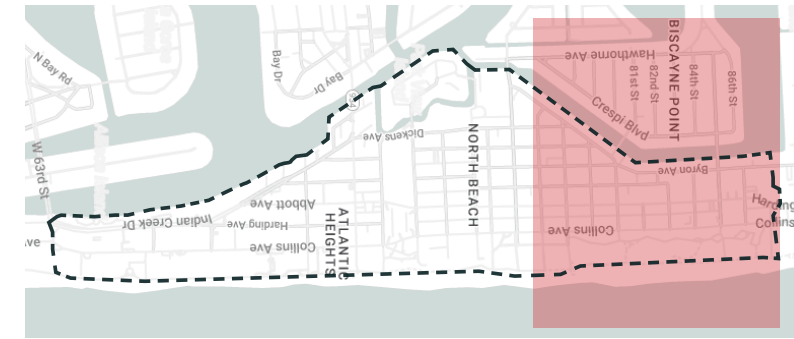 N Bay Rd
W 63rd St
Bay Dr
Bay Dr
Dickens Ave
Abbott Ave
Indian Creek Dr
Harding Ave
Collins Ave
ATLANTIC
HEIGHTS
NORTH BEACH
Hawthorne Ave
BISCAYNE POINT
81st St
82nd St
84th St
86th St
Crespi Blvd
Byron Ave
Collins Ave
Harding
Collins
ve